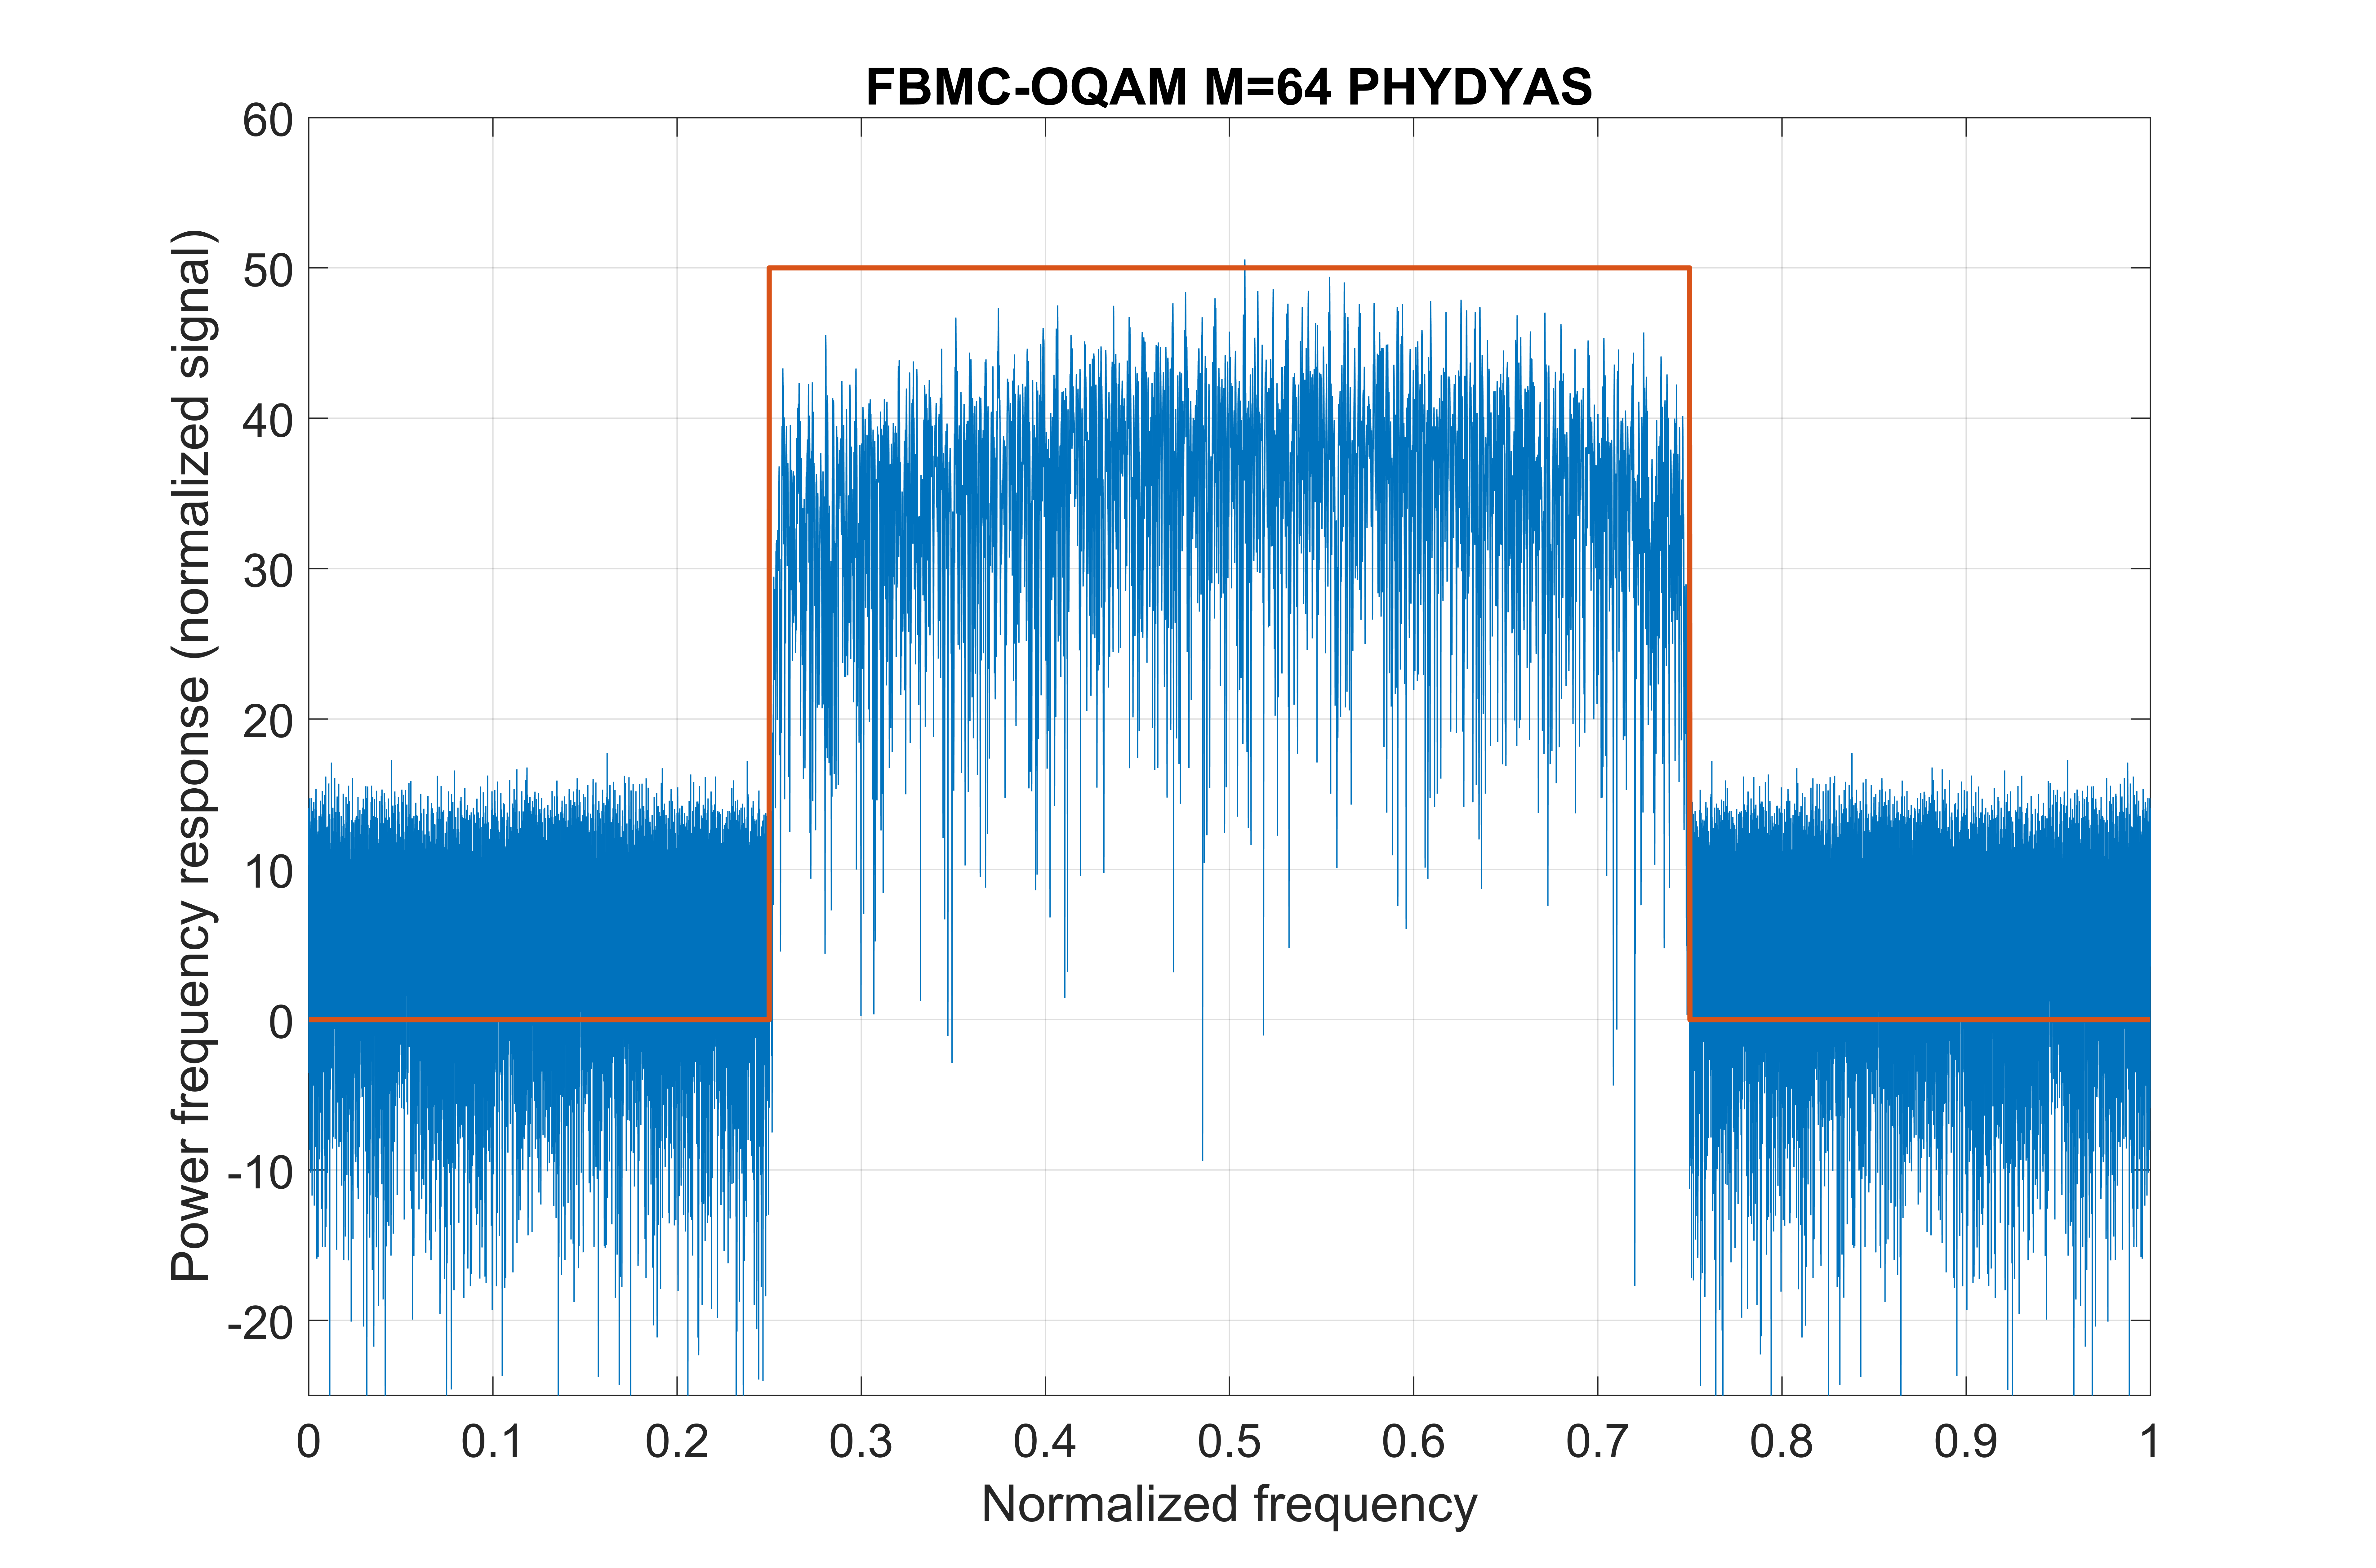 FBMC-OQAM M=64 PHYDYAS
Power frequency response (normalized signal)
60
50
40
30
20
10
0
-10
-20
0 0.1 0.2 0.3 0.4 0.5 0.6 0.7 0.8 0.9 1
Normalized frequency